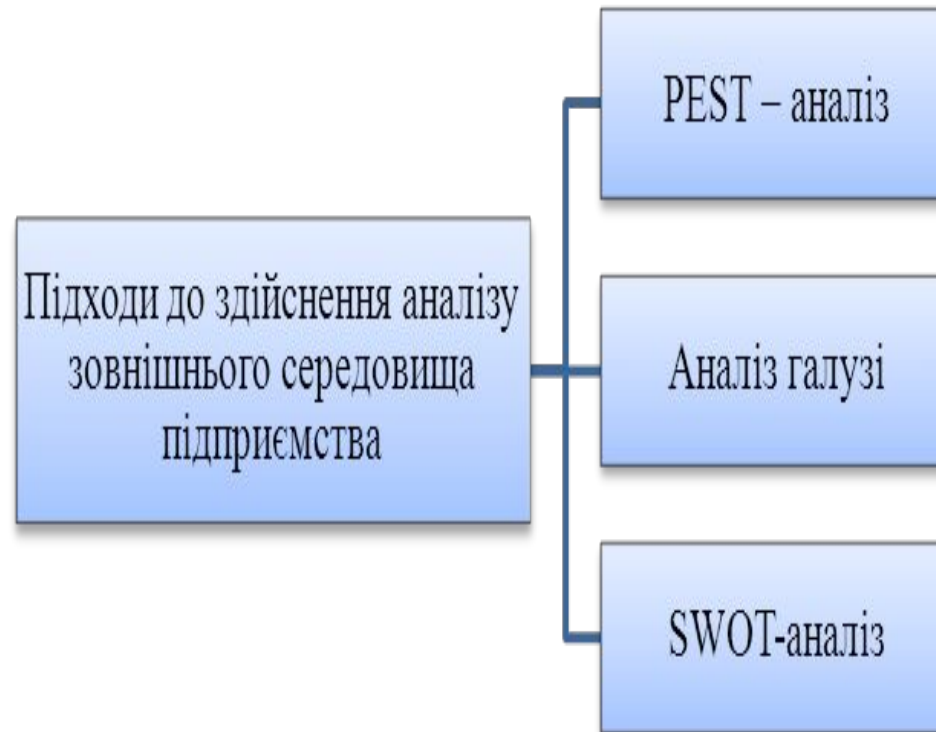 Підходи до здійснення аналізу
зовнішнього середовища
підприємства
PEST – аналіз
Аналіз галузі
SWOT-аналіз